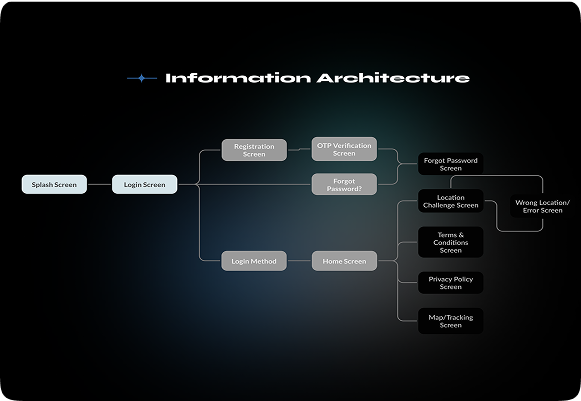 Information Architecture
Registration
Screen
OTP Verification
Screen
Forgot Password
Screen
Splash Screen
Login Screen
Forgot
Password?
Location
Challenge Screen
Wrong Location/
Error Screen
Terms &
Conditions
Screen
Login Method
Home Screen
Privacy Policy
Screen
Map/Tracking
Screen